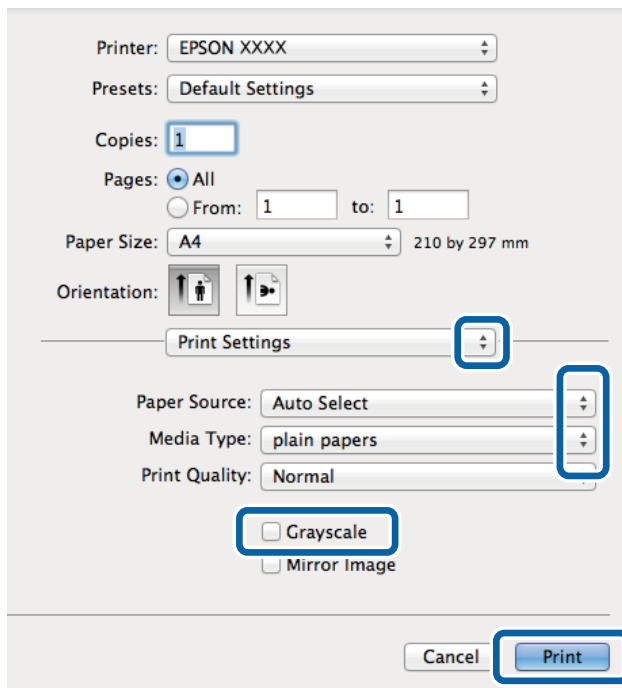 Printer: EPSON XXXX
Presets: Default Settings
Copies: 1
Pages: All
From: 1 to: 1
Paper Size: A4 210 by 297 mm
Orientation:
Print Settings
Paper Source: Auto Select
Media Type: plain papers
Print Quality: Normal
Grayscale
Mirror Image
Cancel Print